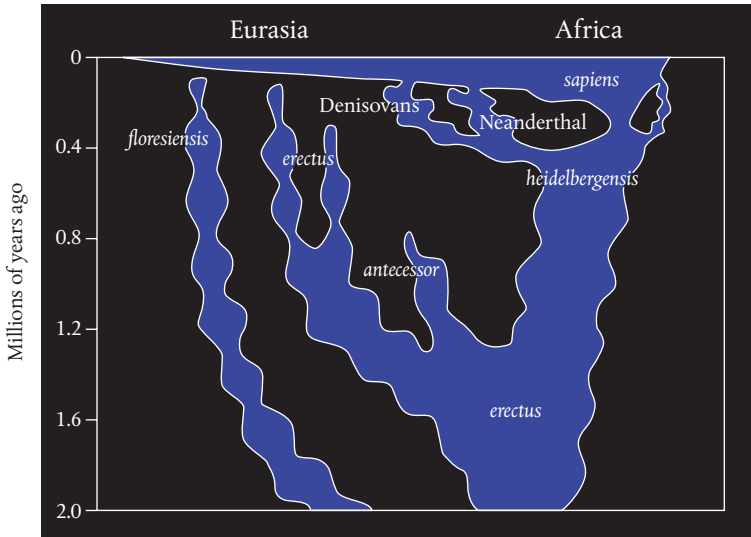 Eurasia
Africa
0
sapiens
Denisovans
Neanderthal
floresiensis
0.4
erectus
heidelbergensis
0.8
antecessor
Millions of years ago
1.2
erectus
1.6
2.0